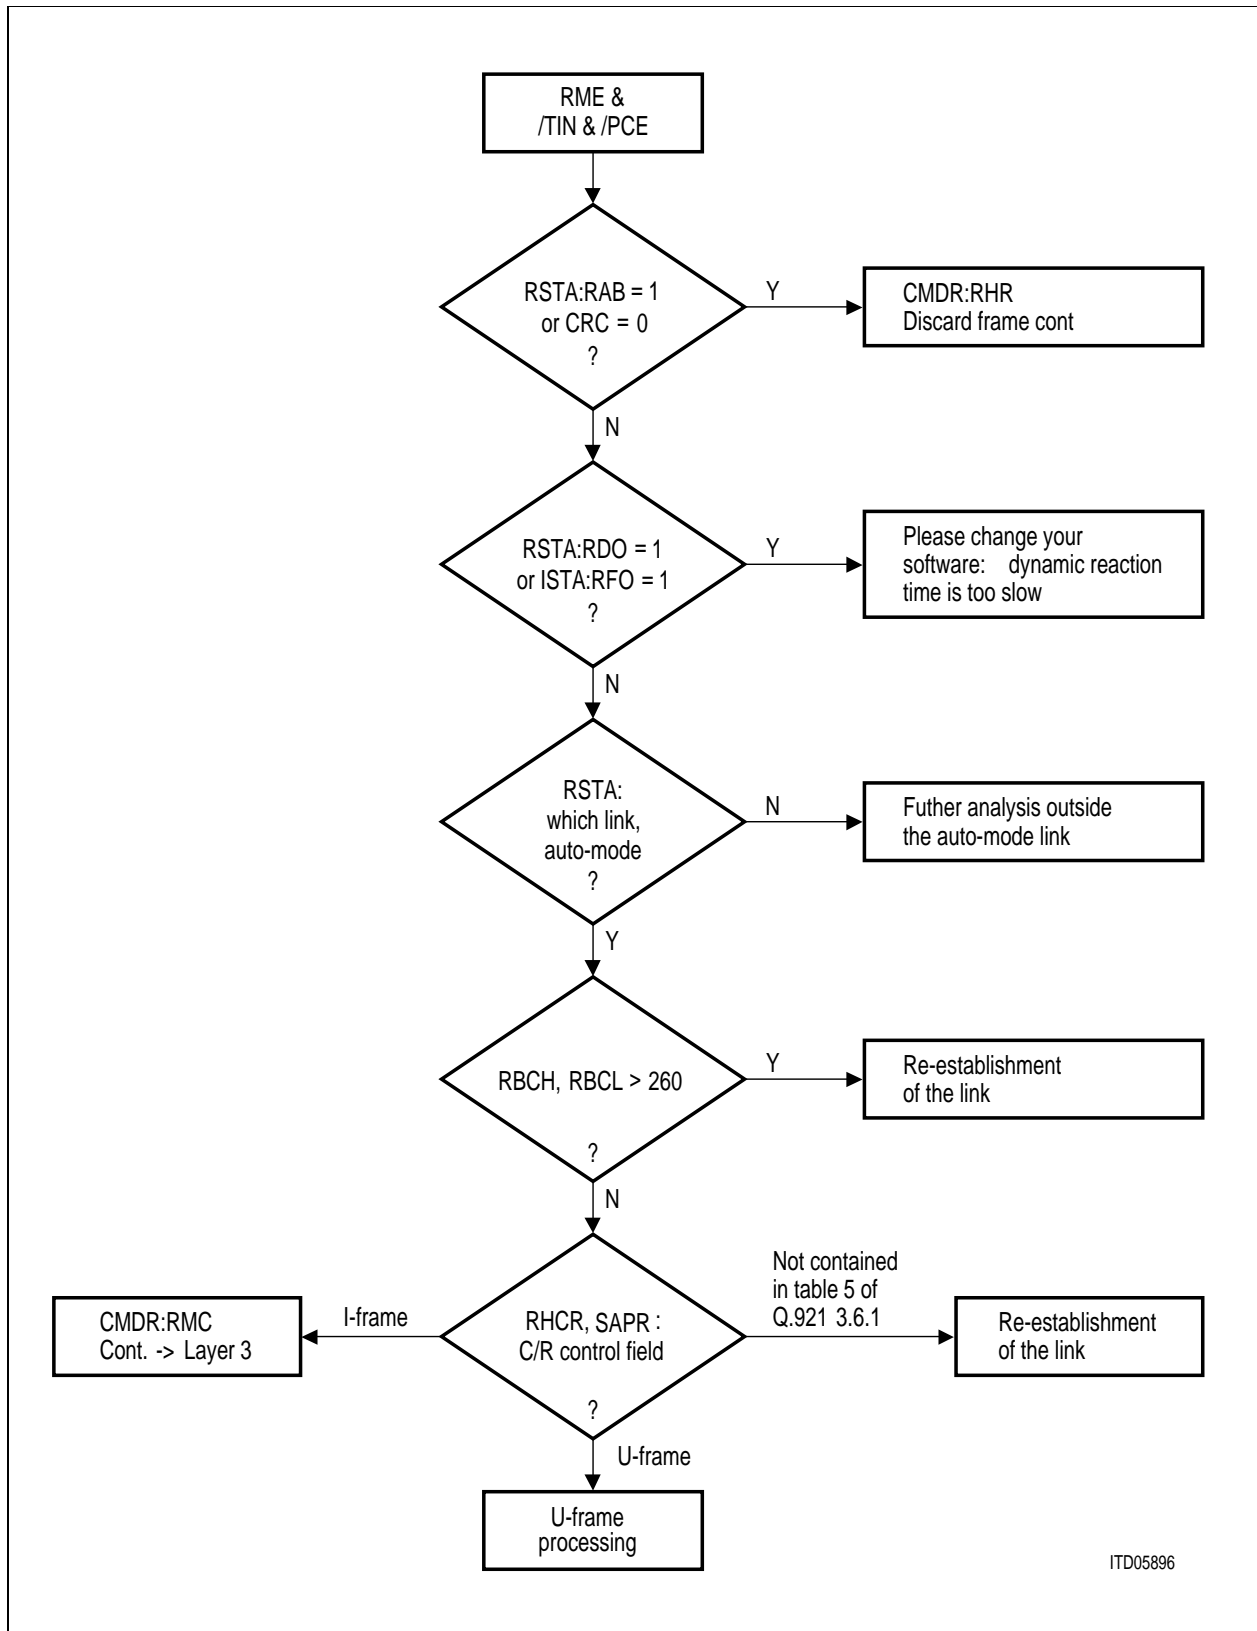 RME &
/TIN & /PCE
RSTA:RAB = 1
or CRC = 0
?
Y
CMDR:RHR
Discard frame cont
N
RSTA:RDO = 1
or ISTA:RFO = 1
?
Y
Please change your
software: dynamic reaction
time is too slow
N
RSTA:
which link,
auto-mode
?
N
Futher analysis outside
the auto-mode link
Y
RBCH, RBCL > 260
?
Y
Re-establishment
of the link
N
CMDR:RMC
Cont. -> Layer 3
I-frame
RHCR, SAPR :
C/R control field
?
Not contained
in table 5 of
Q.921 3.6.1
Re-establishment
of the link
U-frame
U-frame
processing
ITD05896